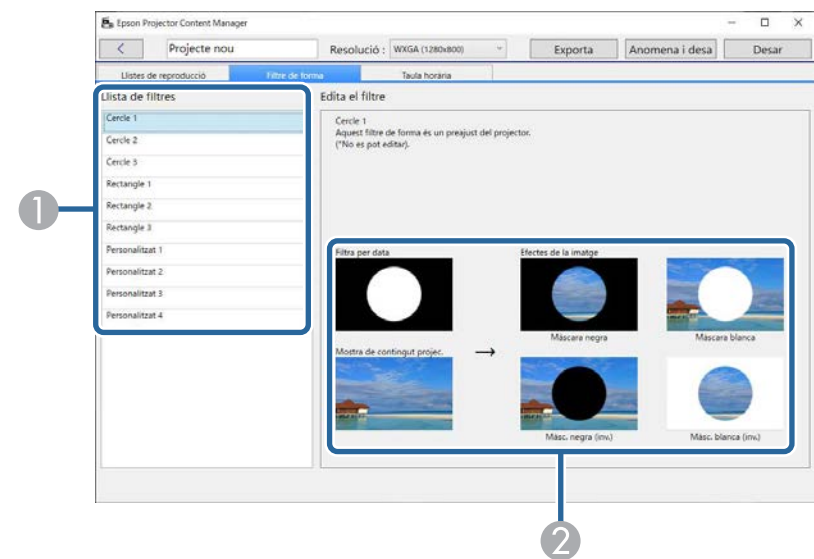 Epson Projector Content Manager
Projecte nou Resolució : WXGA (1280x800) Exporta Anomena i desa Desar
Llistes de reproducció Filtre de forma Taula horària
Llista de filtres
Cercle 1
Cercle 2
Cercle 3
Rectangle 1
Rectangle 2
Rectangle 3
Personalitzat 1
Personalitzat 2
Personalitzat 3
Personalitzat 4
Edita el filtre
Cercle 1
Aquest filtre de forma és un preajust del projector.
(*No es pot editar).
Filtra per data
Mostra de contingut projec.
→
Efectes de la imatge
Màscara negra
Màscara blanca
Màsc. negra (inv.)
Màsc. blanca (inv.)
1
2